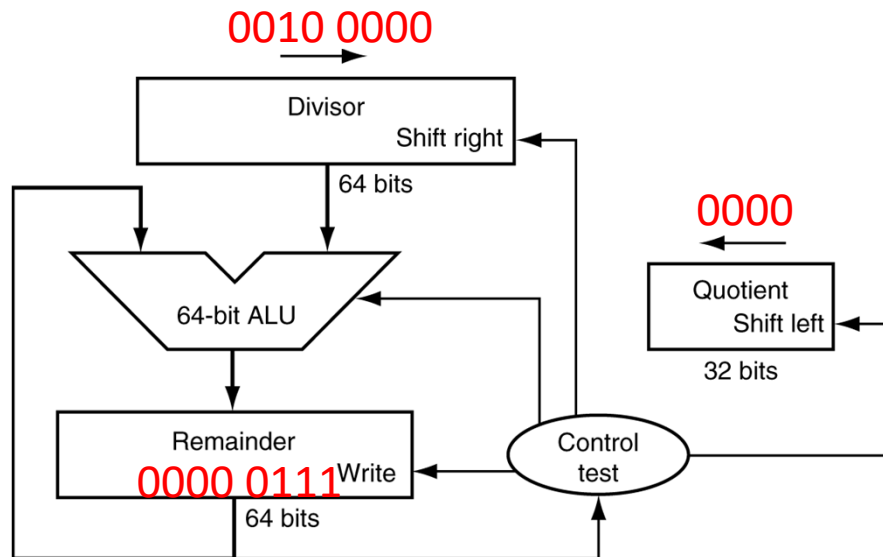 0010 0000
Divisor
Shift right
64 bits
0000
Quotient
Shift left
32 bits
64-bit ALU
Remainder
Write
0000 0111
64 bits
Control
test